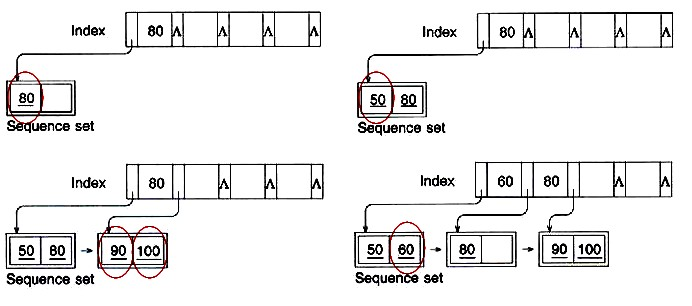 Index 80 Λ Λ Λ Λ
80
Sequence set
Index 80 Λ Λ Λ Λ
50 80
Sequence set
Index 80 Λ Λ Λ
50 80 90 100
Sequence set
Index 60 80 Λ Λ
50 60 80 90 100
Sequence set